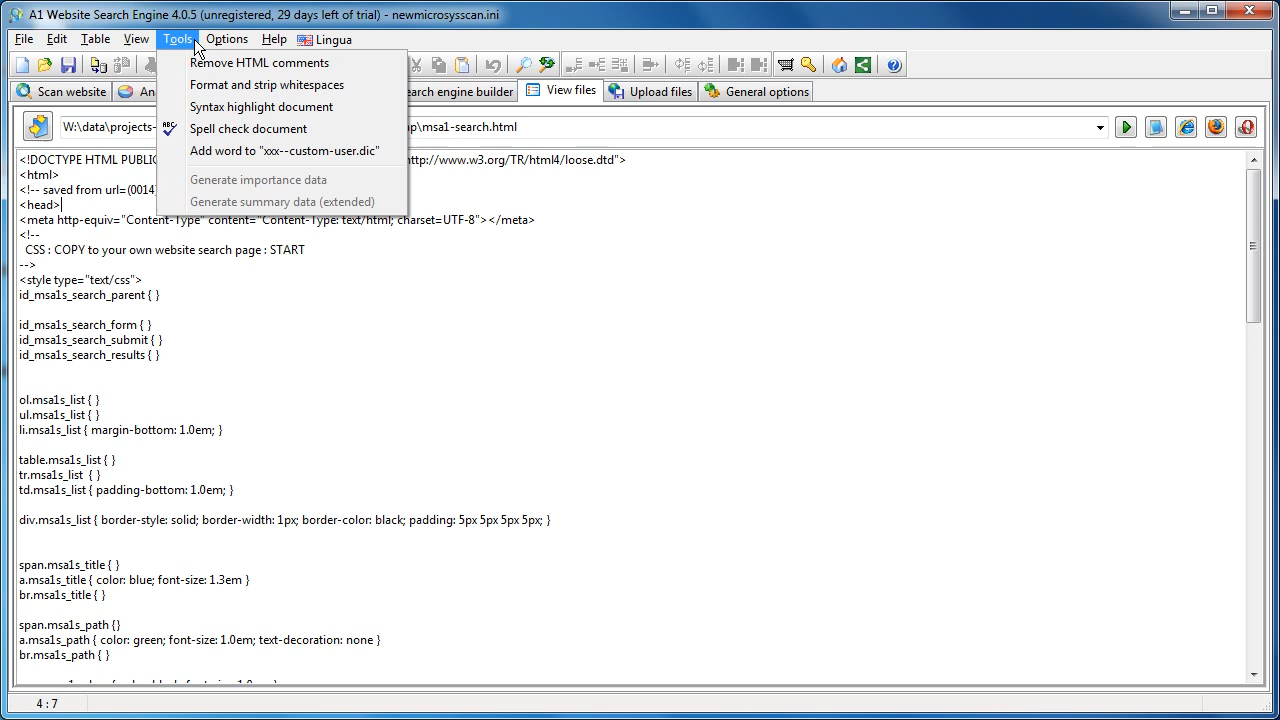 A1 Website Search Engine 4.0.5 (unregistered, 29 days left of trial) - newmicrosysscan.ini
File Edit Table View Tools Options Help Lingua
Scan website An earch engine builder View files Upload files General options
Remove HTML comments
Format and strip whitespaces
Syntax highlight document
ABC Spell check document
Add word to "xxx--custom-user.dic"
Generate importance data
Generate summary data (extended)
W:\data\projects- p\msa1-search.html
<!DOCTYPE HTML PUBLIC http://www.w3.org/TR/html4/loose.dtd">
<html>
<!-- saved from url=(0014)
<head>
<meta http-equiv="Content-Type" content="Content-Type: text/html; charset=UTF-8"></meta>
<!--
CSS : COPY to your own website search page : START
-->
<style type="text/css">
id_msa1s_search_parent { }
id_msa1s_search_form { }
id_msa1s_search_submit { }
id_msa1s_search_results { }
ol.msa1s_list { }
ul.msa1s_list { }
li.msa1s_list { margin-bottom: 1.0em; }
table.msa1s_list { }
tr.msa1s_list { }
td.msa1s_list { padding-bottom: 1.0em; }
div.msa1s_list { border-style: solid; border-width: 1px; border-color: black; padding: 5px 5px 5px 5px; }
span.msa1s_title { }
a.msa1s_title { color: blue; font-size: 1.3em }
br.msa1s_title { }
span.msa1s_path {}
a.msa1s_path { color: green; font-size: 1.0em; text-decoration: none }
br.msa1s_path { }
4:7